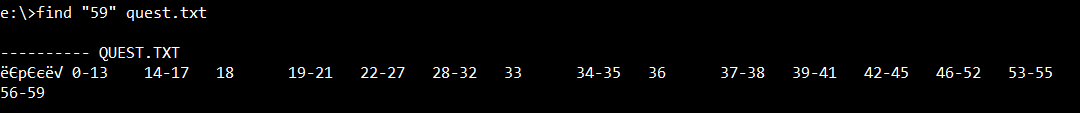 e:\>find "59" quest.txt
---------- QUEST.TXT
ёЄрЄєё√ 0-13 14-17 18 19-21 22-27 28-32 33 34-35 36 37-38 39-41 42-45 46-52 53-55
56-59